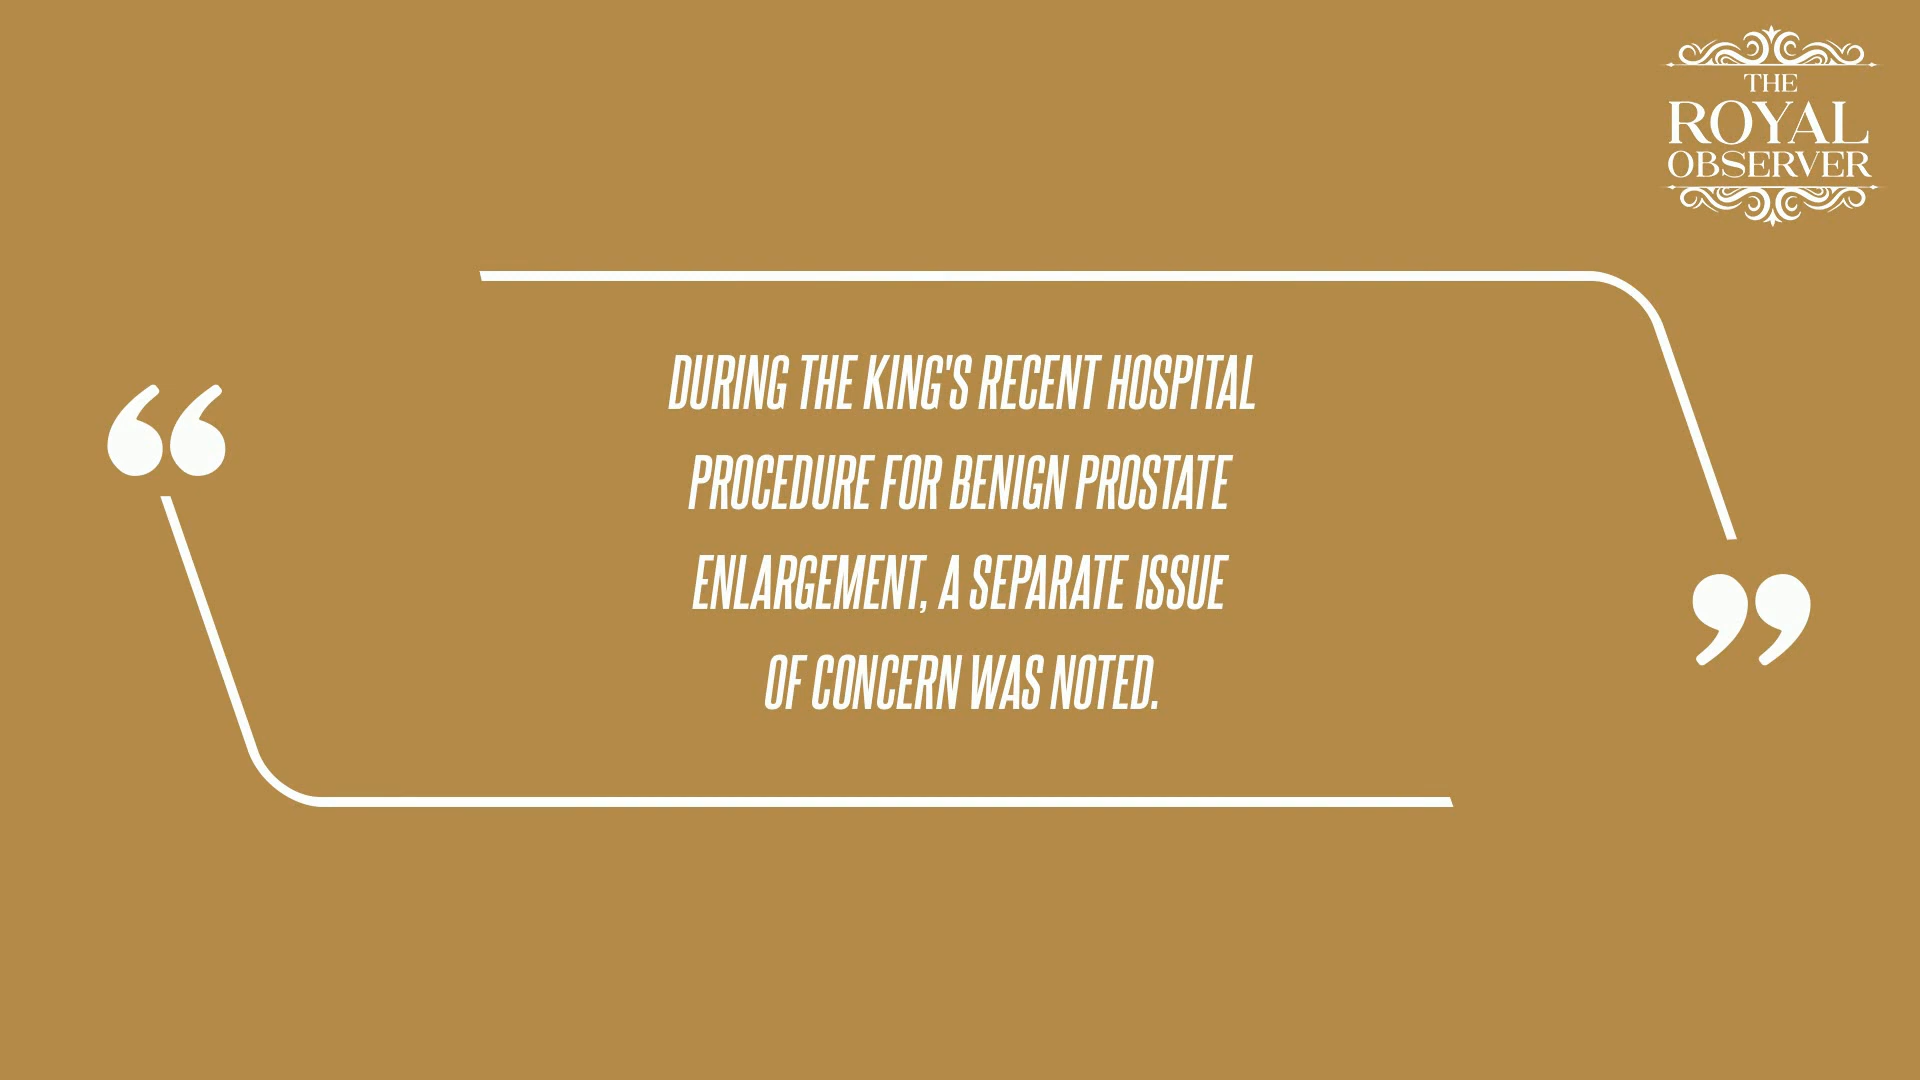 THE
ROYAL
OBSERVER
“
DURING THE KING'S RECENT HOSPITAL
PROCEDURE FOR BENIGN PROSTATE
ENLARGEMENT, A SEPARATE ISSUE
OF CONCERN WAS NOTED.
”